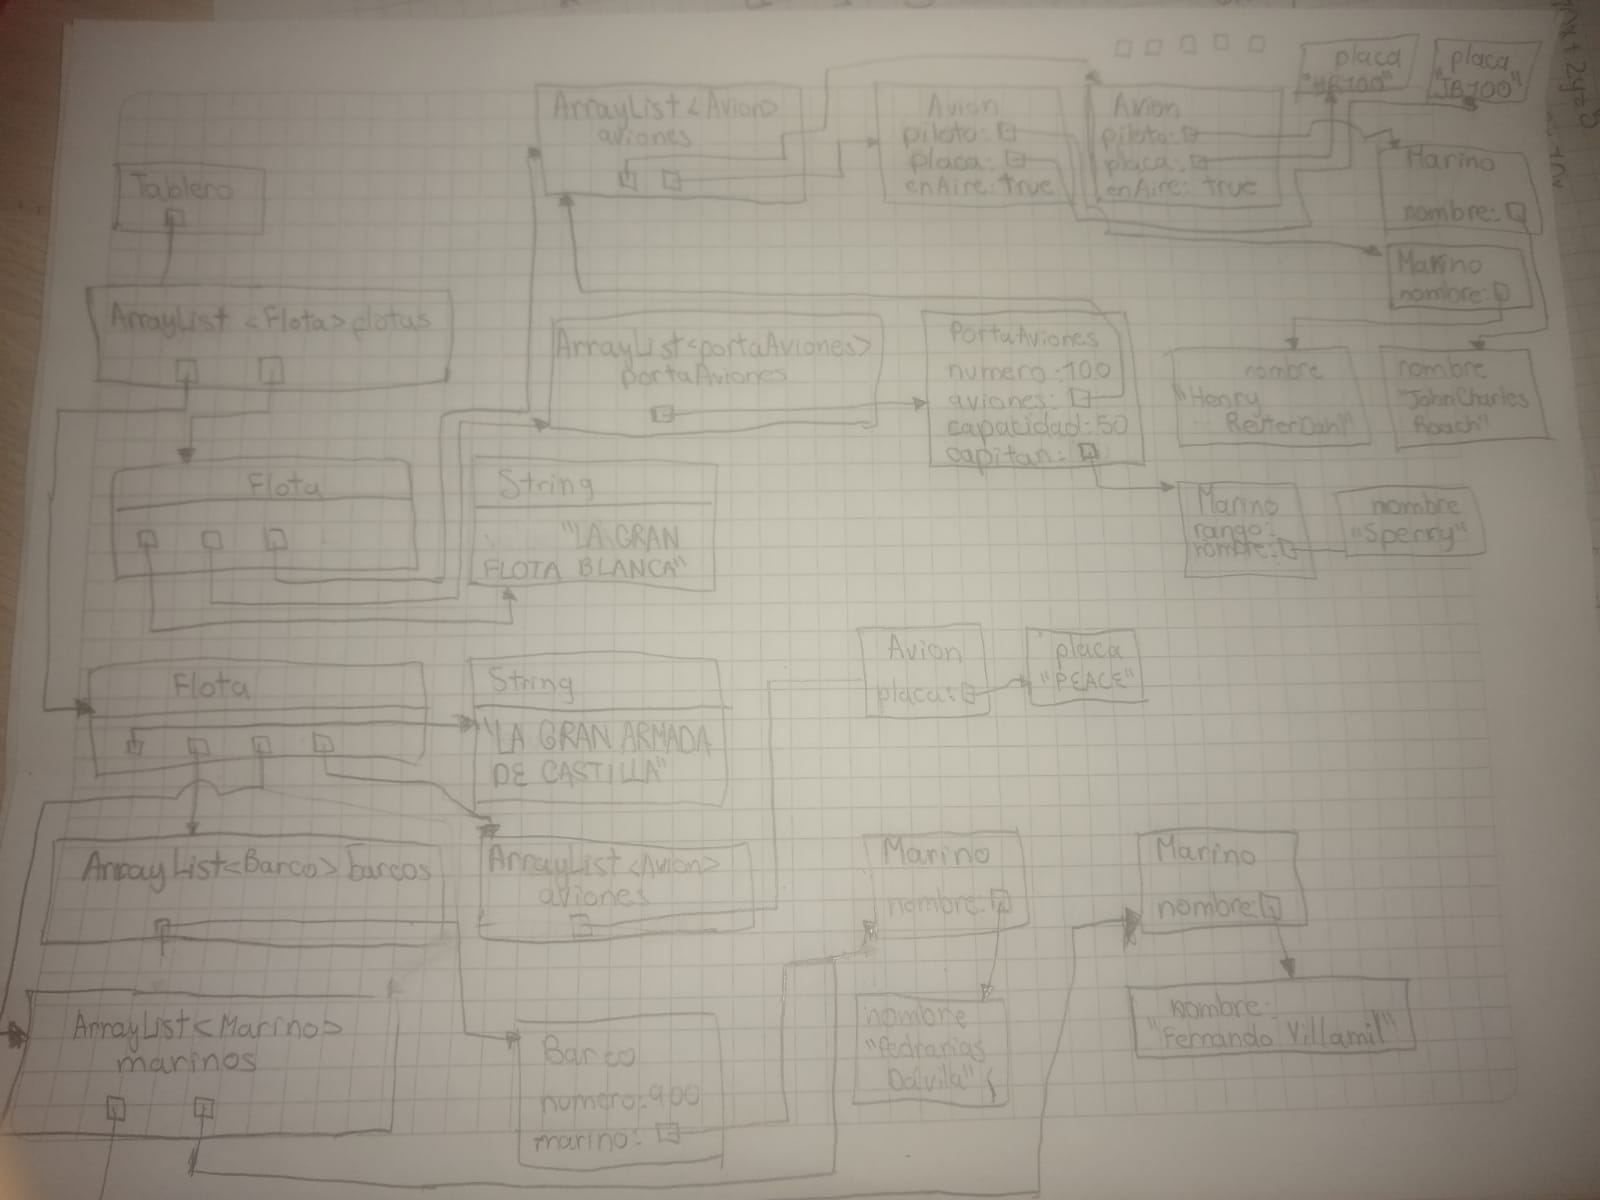 ArrayList<Avion>
aviones
Avion
piloto:
placa:
enAire: true
Avion
piloto:
placa:
enAire: true
placa
"HB700"
placa
"JB700"
Marino
nombre:
Marino
nombre:
Tablero
ArrayList <Flota> flotas
ArrayList<portaAviones>
portaAviones
PortaAviones
numero:100
aviones:
capacidad:50
capitan:
nombre
"Henry
nombre
"JohnCharles
Roach"
Marino
rango:
nombre:
nombre
"Sperry"
Flota
String
"LA GRAN
FLOTA BLANCA"
Flota
String
"LA GRAN ARMADA
DE CASTILLA"
Avion
placa:
placa
"PEACE"
ArrayList<Barco> barcos
ArrayList<Avion>
aviones
Marino
nombre:
Marino
nombre:
ArrayList<Marino>
marinos
Barco
numero:900
marino:
nombre
"Pedrarias
Dávila"
nombre:
"Fernando Villamil"